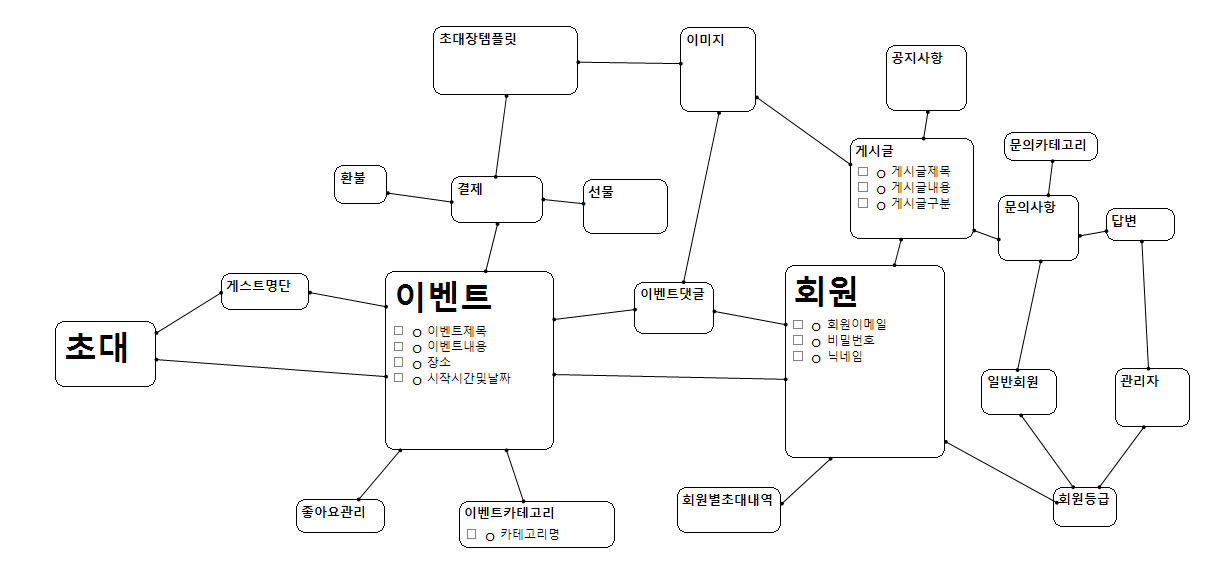 초대장템플릿
이미지
공지사항
문의카테고리
게시글
게시글제목
게시글내용
게시글구분
환불
결제
선물
문의사항
답변
게스트명단
이벤트
이벤트제목
이벤트내용
장소
시작시간및날짜
이벤트댓글
회원
회원이메일
비밀번호
닉네임
초대
일반회원
관리자
좋아요관리
이벤트카테고리
카테고리명
회원별초대내역
회원등급